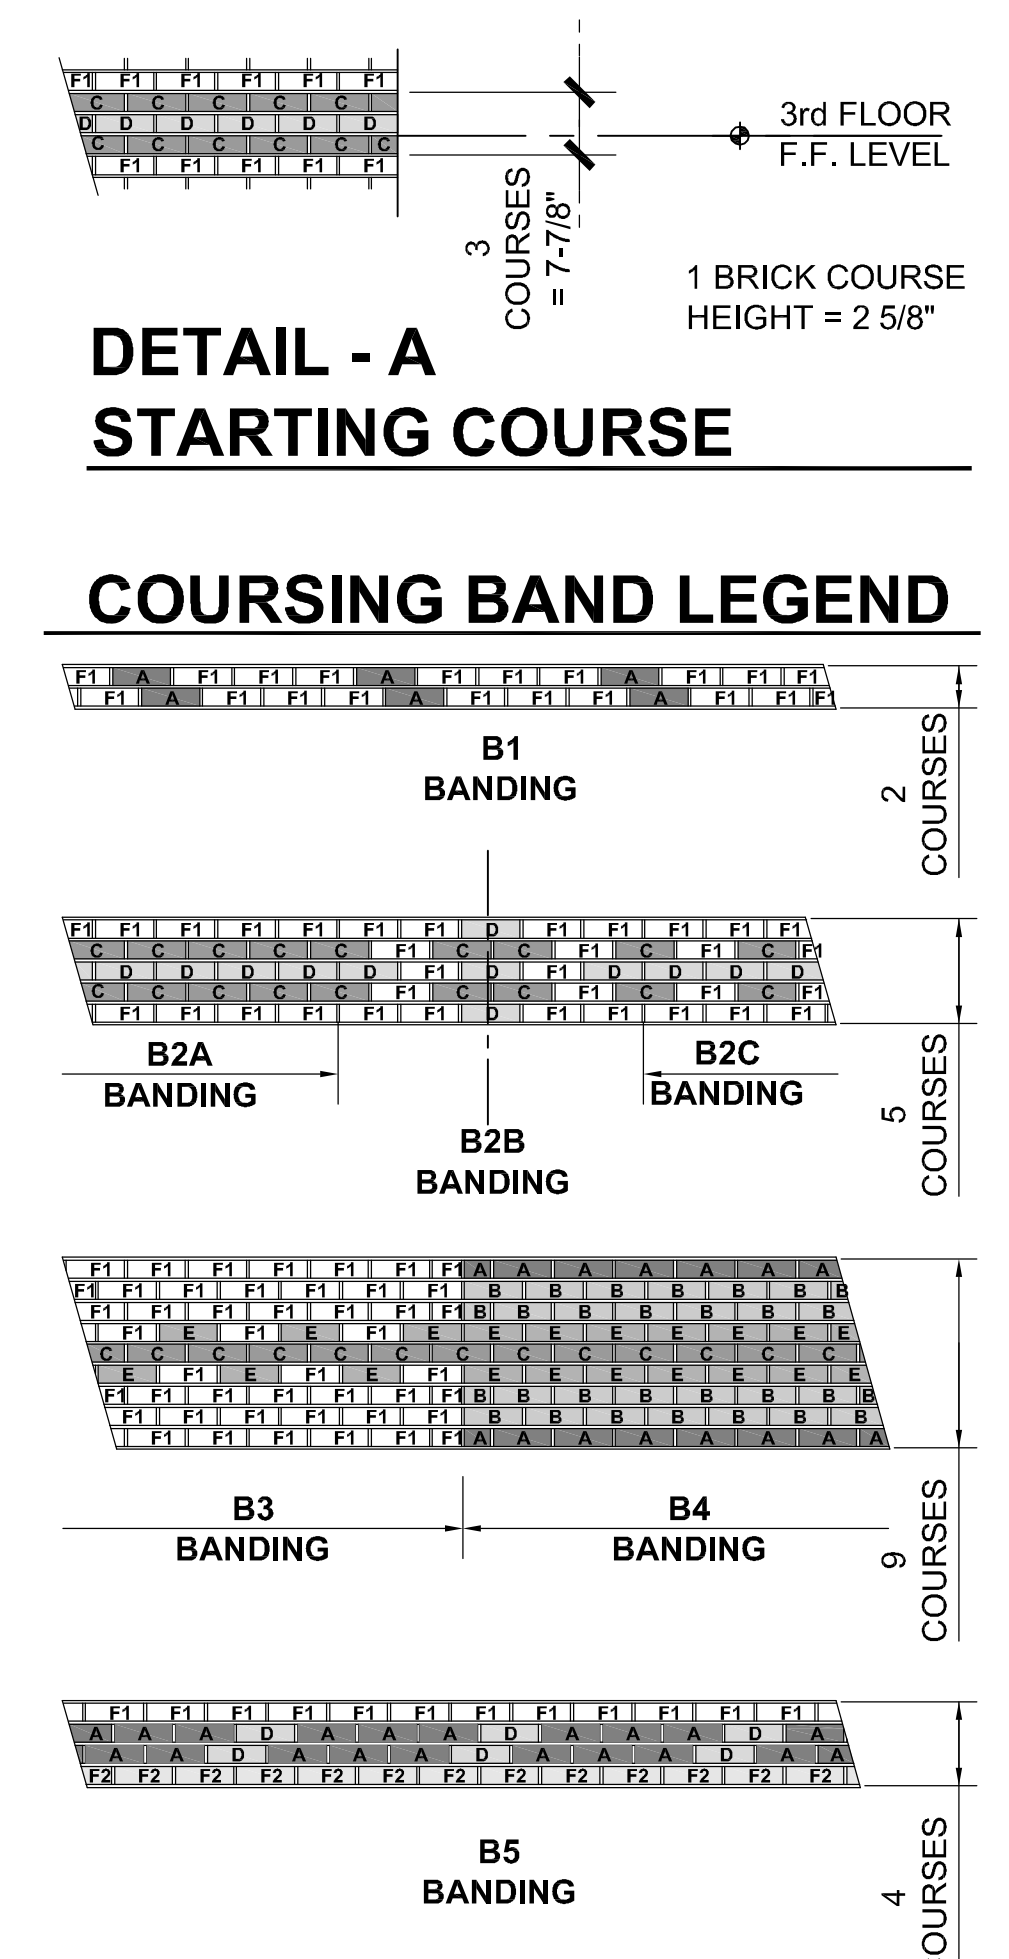 F1 F1 F1 F1 F1 F1
C C C C C
D D D D D D
C C C C C C
F1 F1 F1 F1 F1
3
COURSES
= 7-7/8"
3rd FLOOR
F.F. LEVEL
1 BRICK COURSE
HEIGHT = 2 5/8"
DETAIL - A
STARTING COURSE
COURSING BAND LEGEND
F1 A F1 F1 F1 A F1 F1 F1 A F1 F1 F1
F1 A F1 F1 F1 A F1 F1 F1 A F1 F1 F1
B1
BANDING
2
COURSES
F1 F1 F1 F1 F1 F1 F1 D F1 F1 F1 F1 F1
C C C C C F1 C C F1 C F1 C F1
D D D D D F1 D F1 D D D D
C C C C C F1 C C F1 C F1 C F1
F1 F1 F1 F1 F1 F1 D F1 F1 F1 F1 F1
B2A
BANDING
B2C
BANDING
B2B
BANDING
5
COURSES
F1 F1 F1 F1 F1 F1 F1 A A A A A A A
F1 F1 F1 F1 F1 F1 F1 B B B B B B B
F1 F1 F1 F1 F1 F1 F1 B B B B B B B
F1 E F1 E F1 E E E E E E E E
C C C C C C C C C C C C C
E F1 E F1 E F1 E E E E E E E
F1 F1 F1 F1 F1 F1 F1 B B B B B B B B
F1 F1 F1 F1 F1 F1 B B B B B B B
F1 F1 F1 F1 F1 F1 F1 A A A A A A A A
B3
BANDING
B4
BANDING
9
COURSES
F1 F1 F1 F1 F1 F1 F1 F1 F1 F1 F1 F1
A A A D A A A D A A A D A
A A D A A A D A A A D A A
F2 F2 F2 F2 F2 F2 F2 F2 F2 F2 F2 F2 F2
B5
BANDING
4